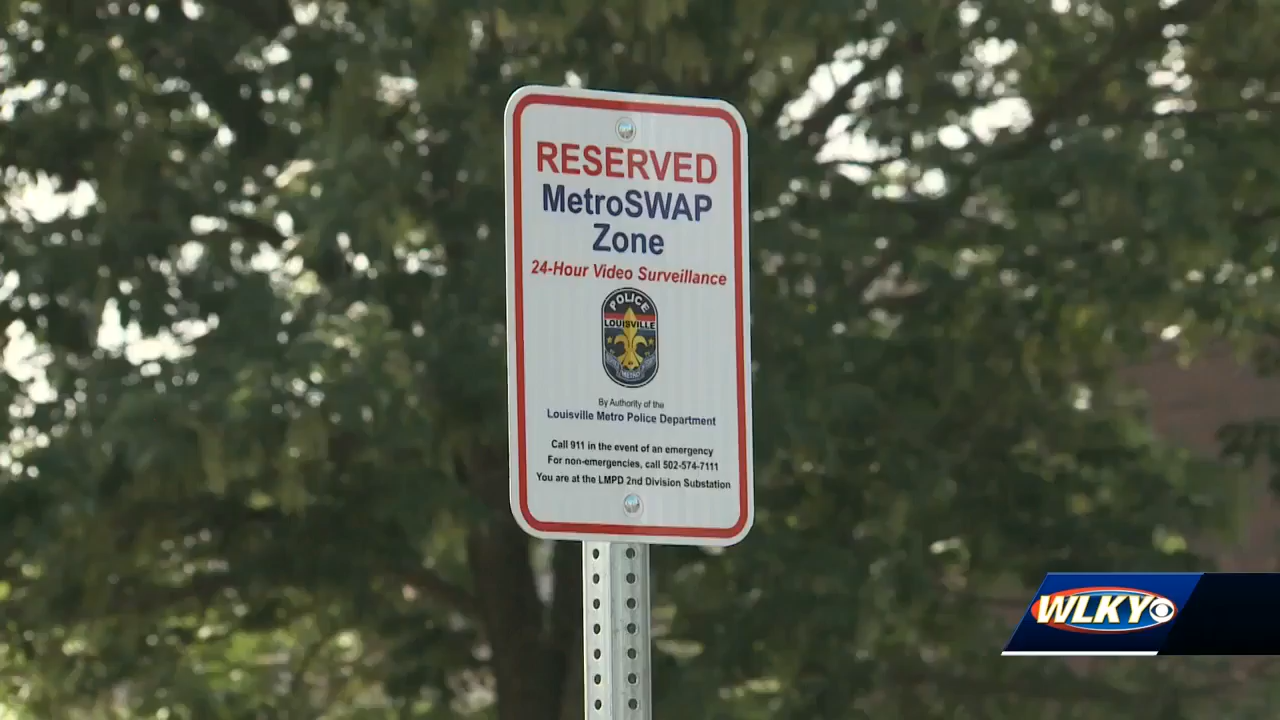 RESERVED
MetroSWAP
Zone
24-Hour Video Surveillance
POLICE
LOUISVILLE
METRO
By Authority of the
Louisville Metro Police Department
Call 911 in the event of an emergency
For non-emergencies, call 502-574-7111
You are at the LMPD 2nd Division Substation
WLKY